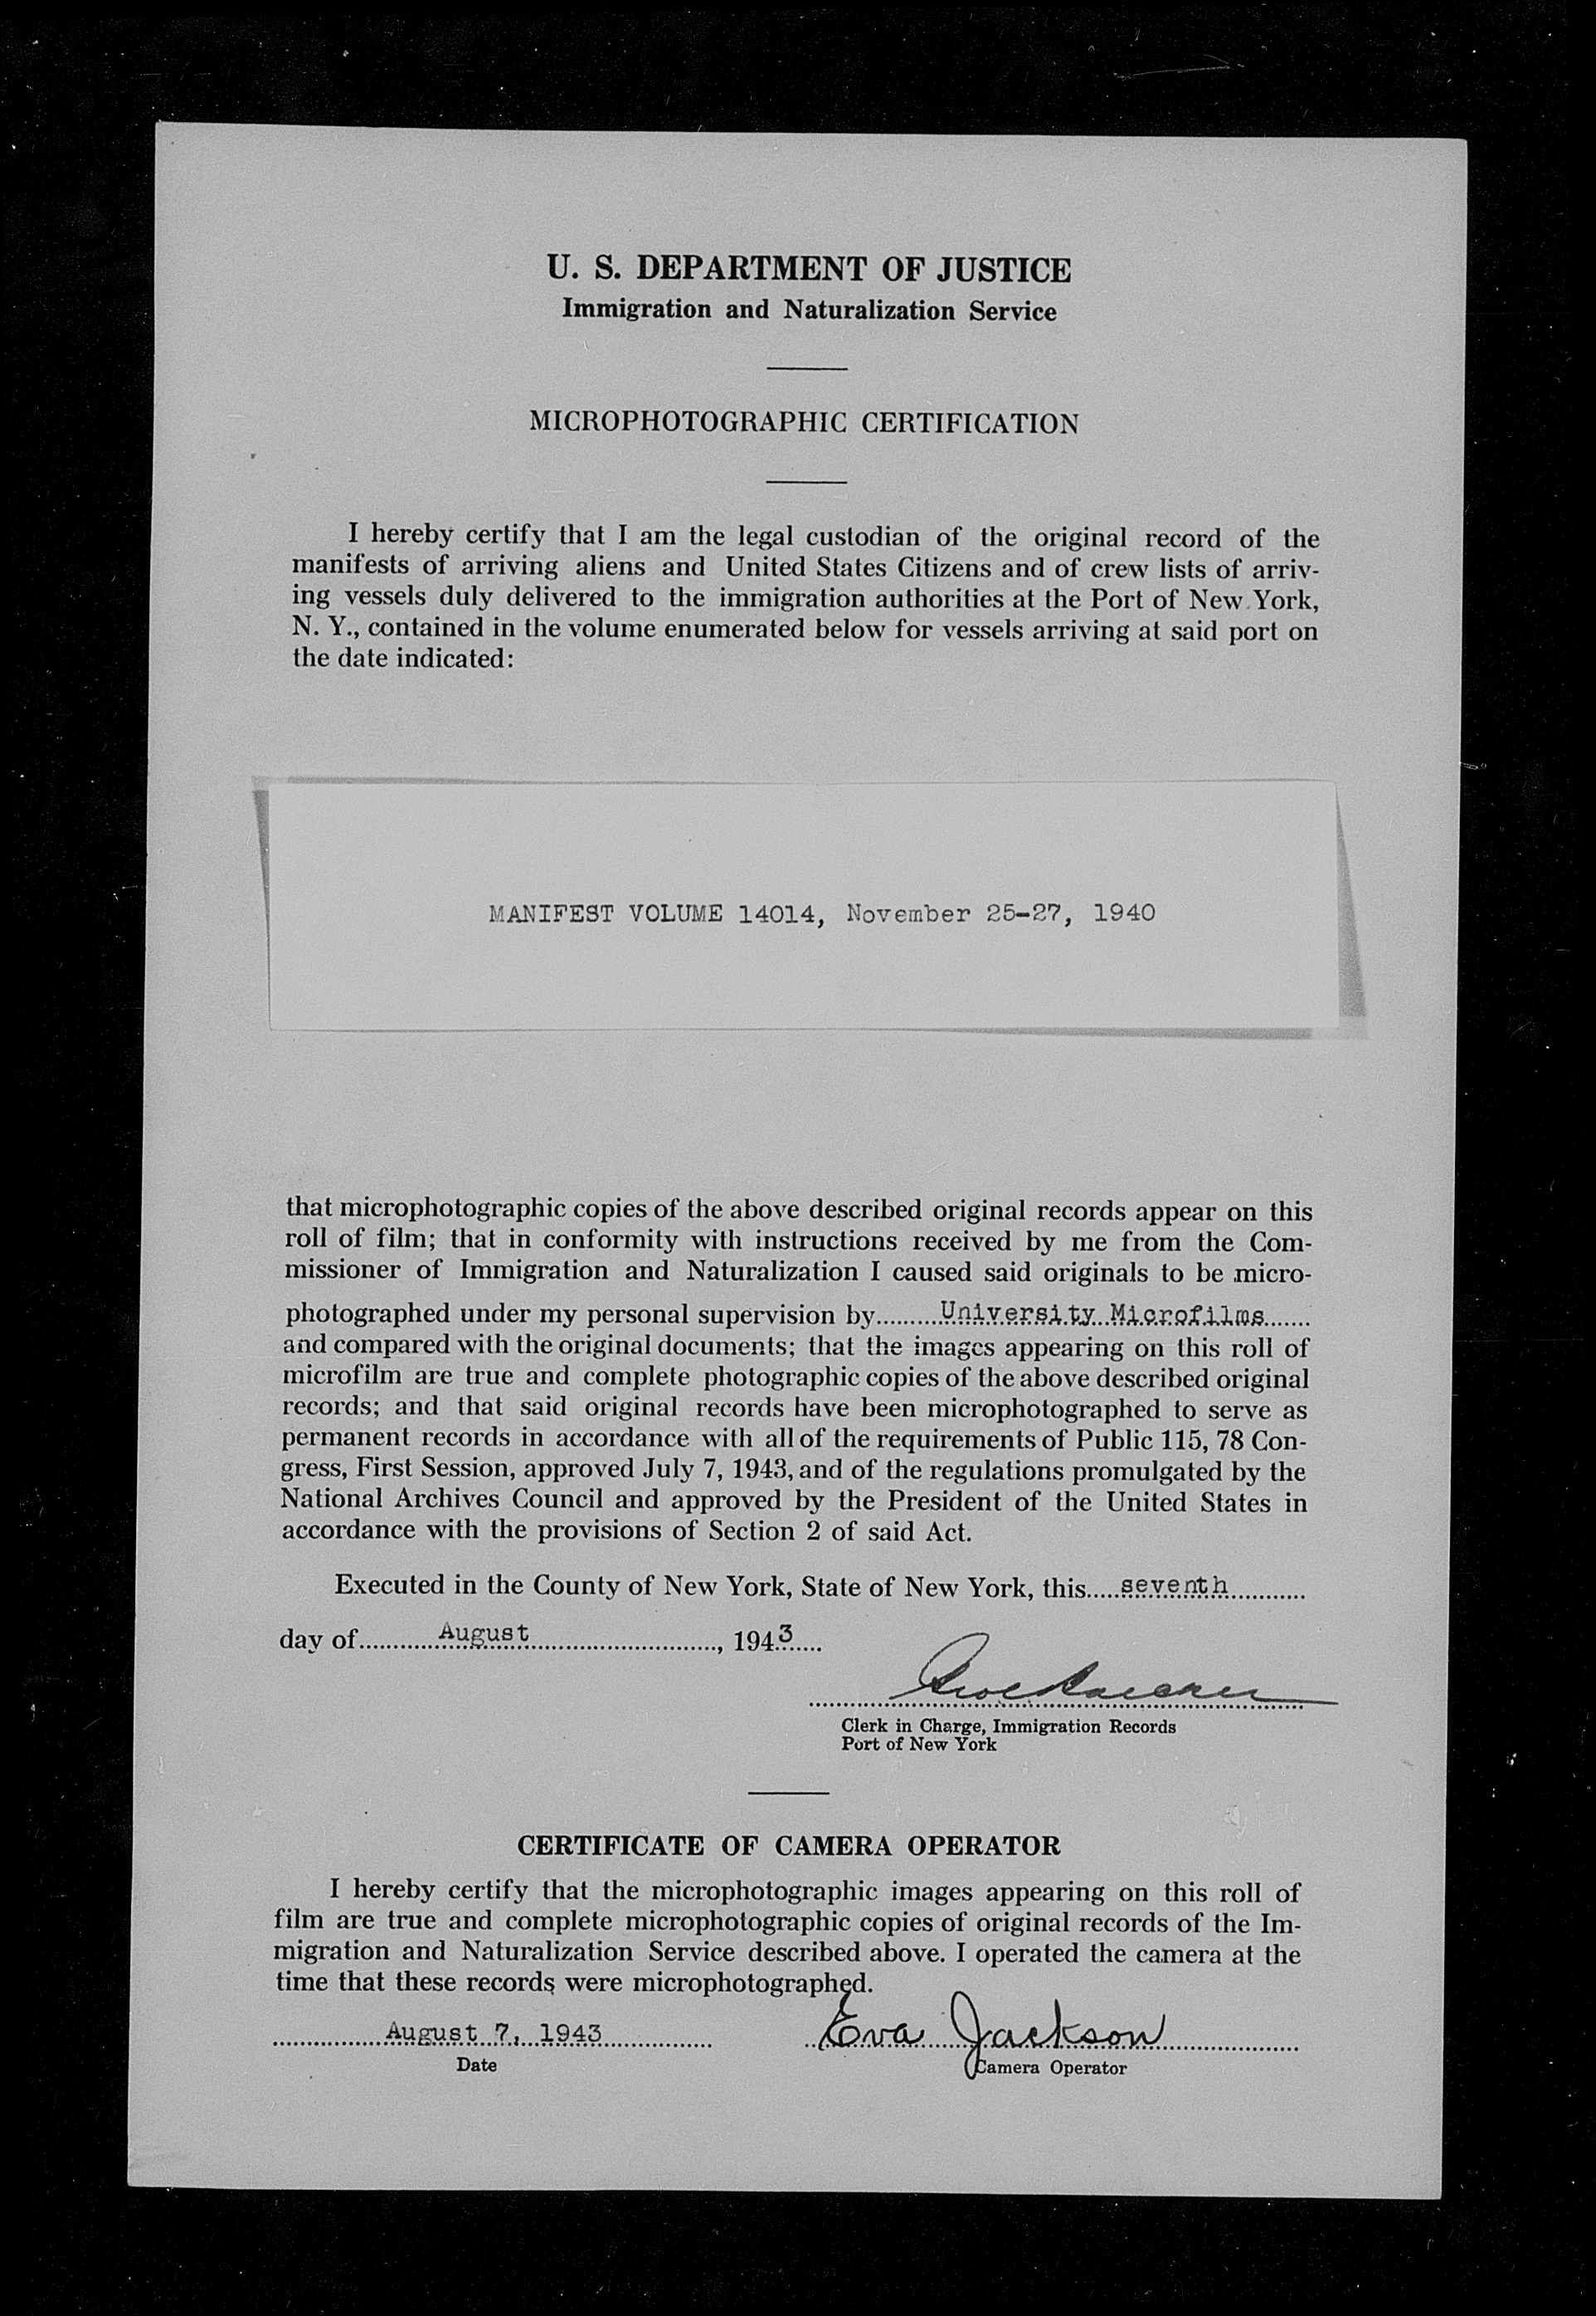 U. S. DEPARTMENT OF JUSTICE
Immigration and Naturalization Service
MICROPHOTOGRAPHIC CERTIFICATION
I hereby certify that I am the legal custodian of the original record of the
manifests of arriving aliens and United States Citizens and of crew lists of arriv-
ing vessels duly delivered to the immigration authorities at the Port of New York,
N. Y., contained in the volume enumerated below for vessels arriving at said port on
the date indicated:
MANIFEST VOLUME 14014, November 25-27, 1940
that microphotographic copies of the above described original records appear on this
roll of film; that in conformity with instructions received by me from the Com-
missioner of Immigration and Naturalization I caused said originals to be micro-
photographed under my personal supervision by University Microfilms
and compared with the original documents; that the images appearing on this roll of
microfilm are true and complete photographic copies of the above described original
records; and that said original records have been microphotographed to serve as
permanent records in accordance with all of the requirements of Public 115, 78 Con-
gress, First Session, approved July 7, 1943, and of the regulations promulgated by the
National Archives Council and approved by the President of the United States in
accordance with the provisions of Section 2 of said Act.
Executed in the County of New York, State of New York, this seventh
day of August, 1943
Clerk in Charge, Immigration Records
Port of New York
CERTIFICATE OF CAMERA OPERATOR
I hereby certify that the microphotographic images appearing on this roll of
film are true and complete microphotographic copies of original records of the Im-
migration and Naturalization Service described above. I operated the camera at the
time that these records were microphotographed.
August 7, 1943 Eva Jackson
Date Camera Operator